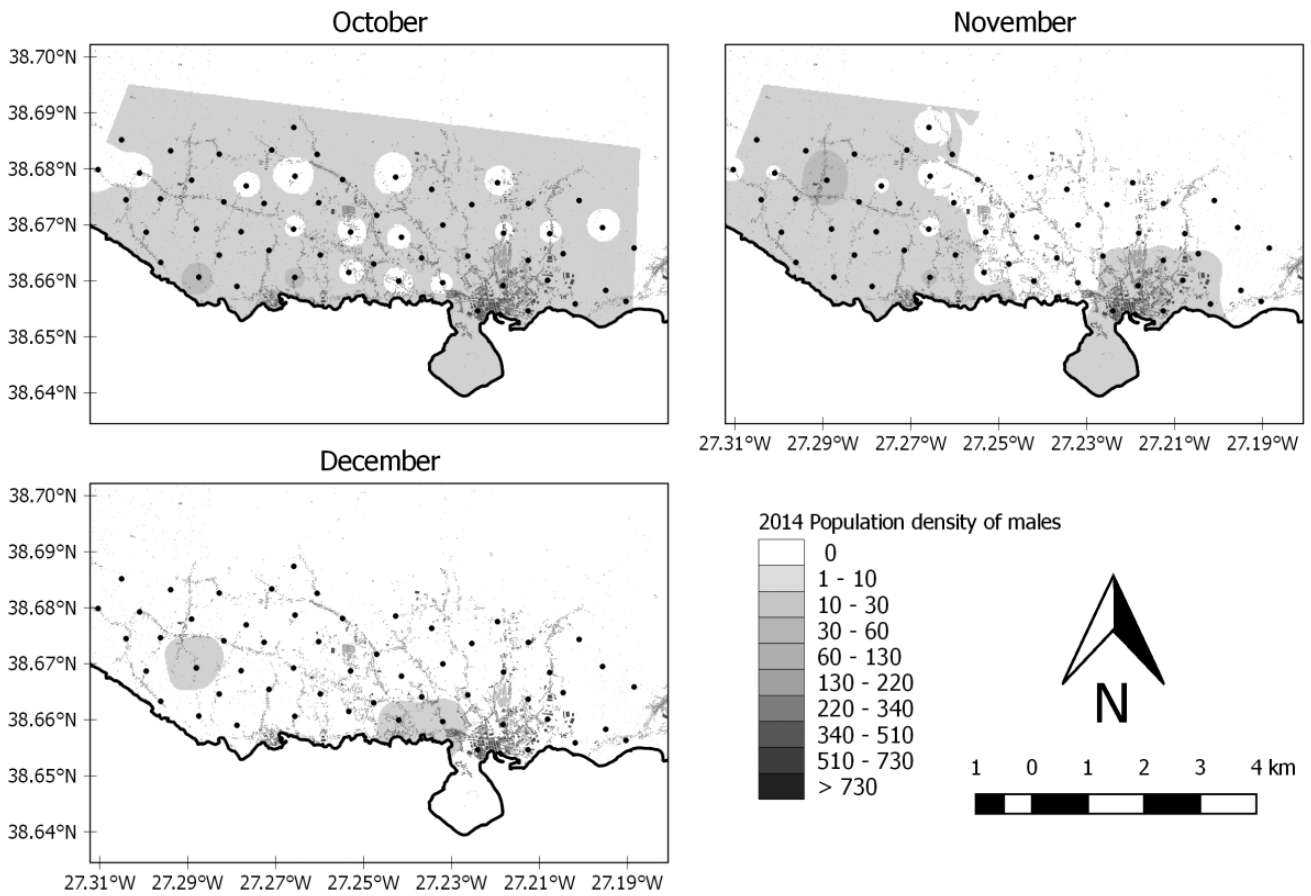 October
38.70°N
38.69°N
38.68°N
38.67°N
38.66°N
38.65°N
38.64°N
November
27.31°W 27.29°W 27.27°W 27.25°W 27.23°W 27.21°W 27.19°W
December
38.70°N
38.69°N
38.68°N
38.67°N
38.66°N
38.65°N
38.64°N
27.31°W 27.29°W 27.27°W 27.25°W 27.23°W 27.21°W 27.19°W
2014 Population density of males
0
1 - 10
10 - 30
30 - 60
60 - 130
130 - 220
220 - 340
340 - 510
510 - 730
> 730
N
1 0 1 2 3 4 km